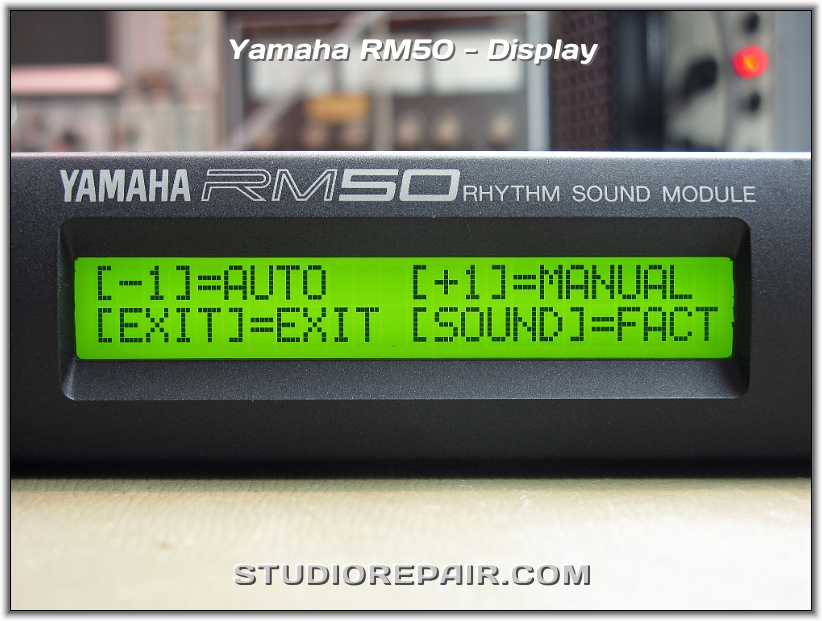 Yamaha RM50 - Display
YAMAHA RM50 RHYTHM SOUND MODULE
[-1]=AUTO [+1]=MANUAL
[EXIT]=EXIT [SOUND]=FACT
STUDIOREPAIR.COM